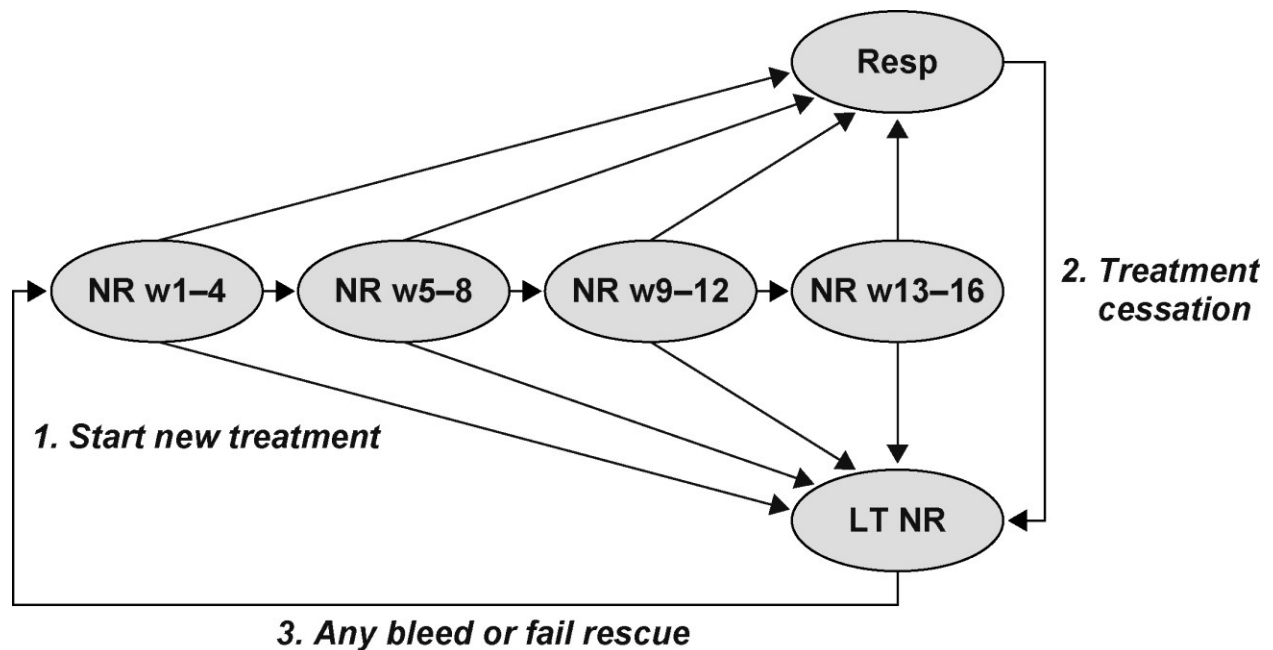 Resp
NR w1–4
NR w5–8
NR w9–12
NR w13–16
2. Treatment
cessation
1. Start new treatment
LT NR
3. Any bleed or fail rescue